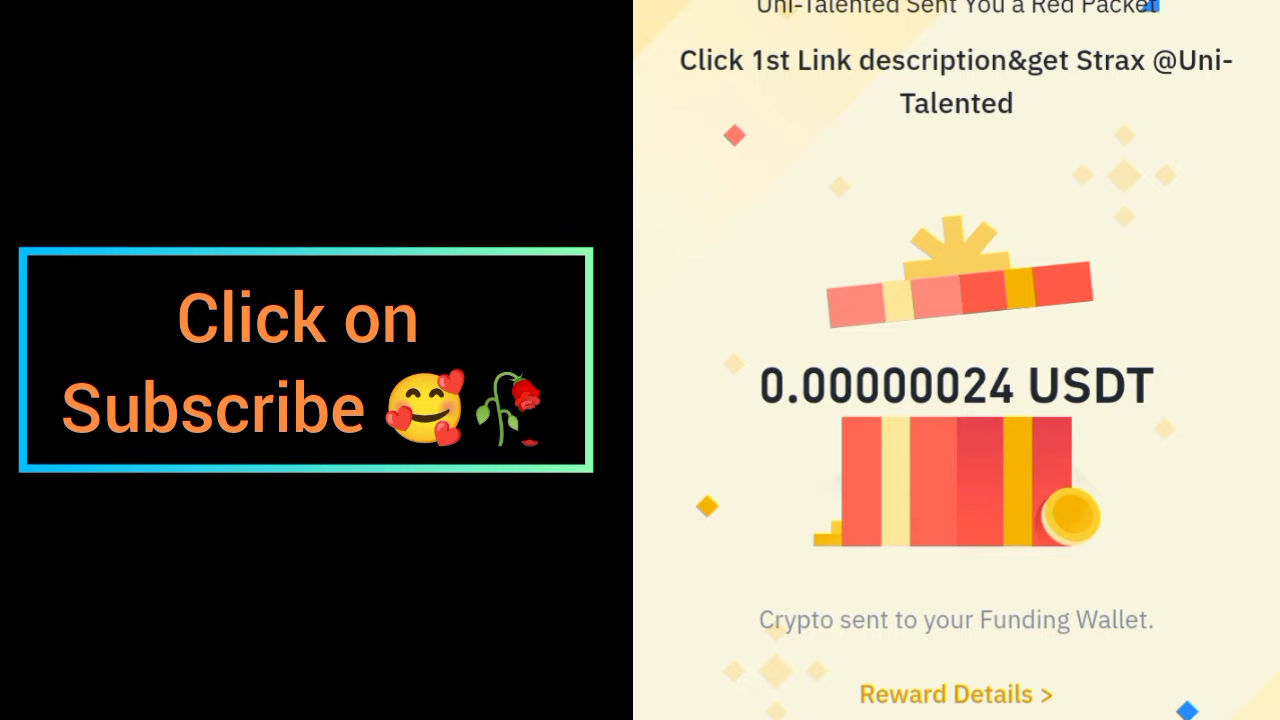 Click on
Subscribe 🥰🥀
Uni-Talented Sent You a Red Packet
Click 1st Link description&get Strax @Uni-
Talented
0.00000024 USDT
Crypto sent to your Funding Wallet.
Reward Details >